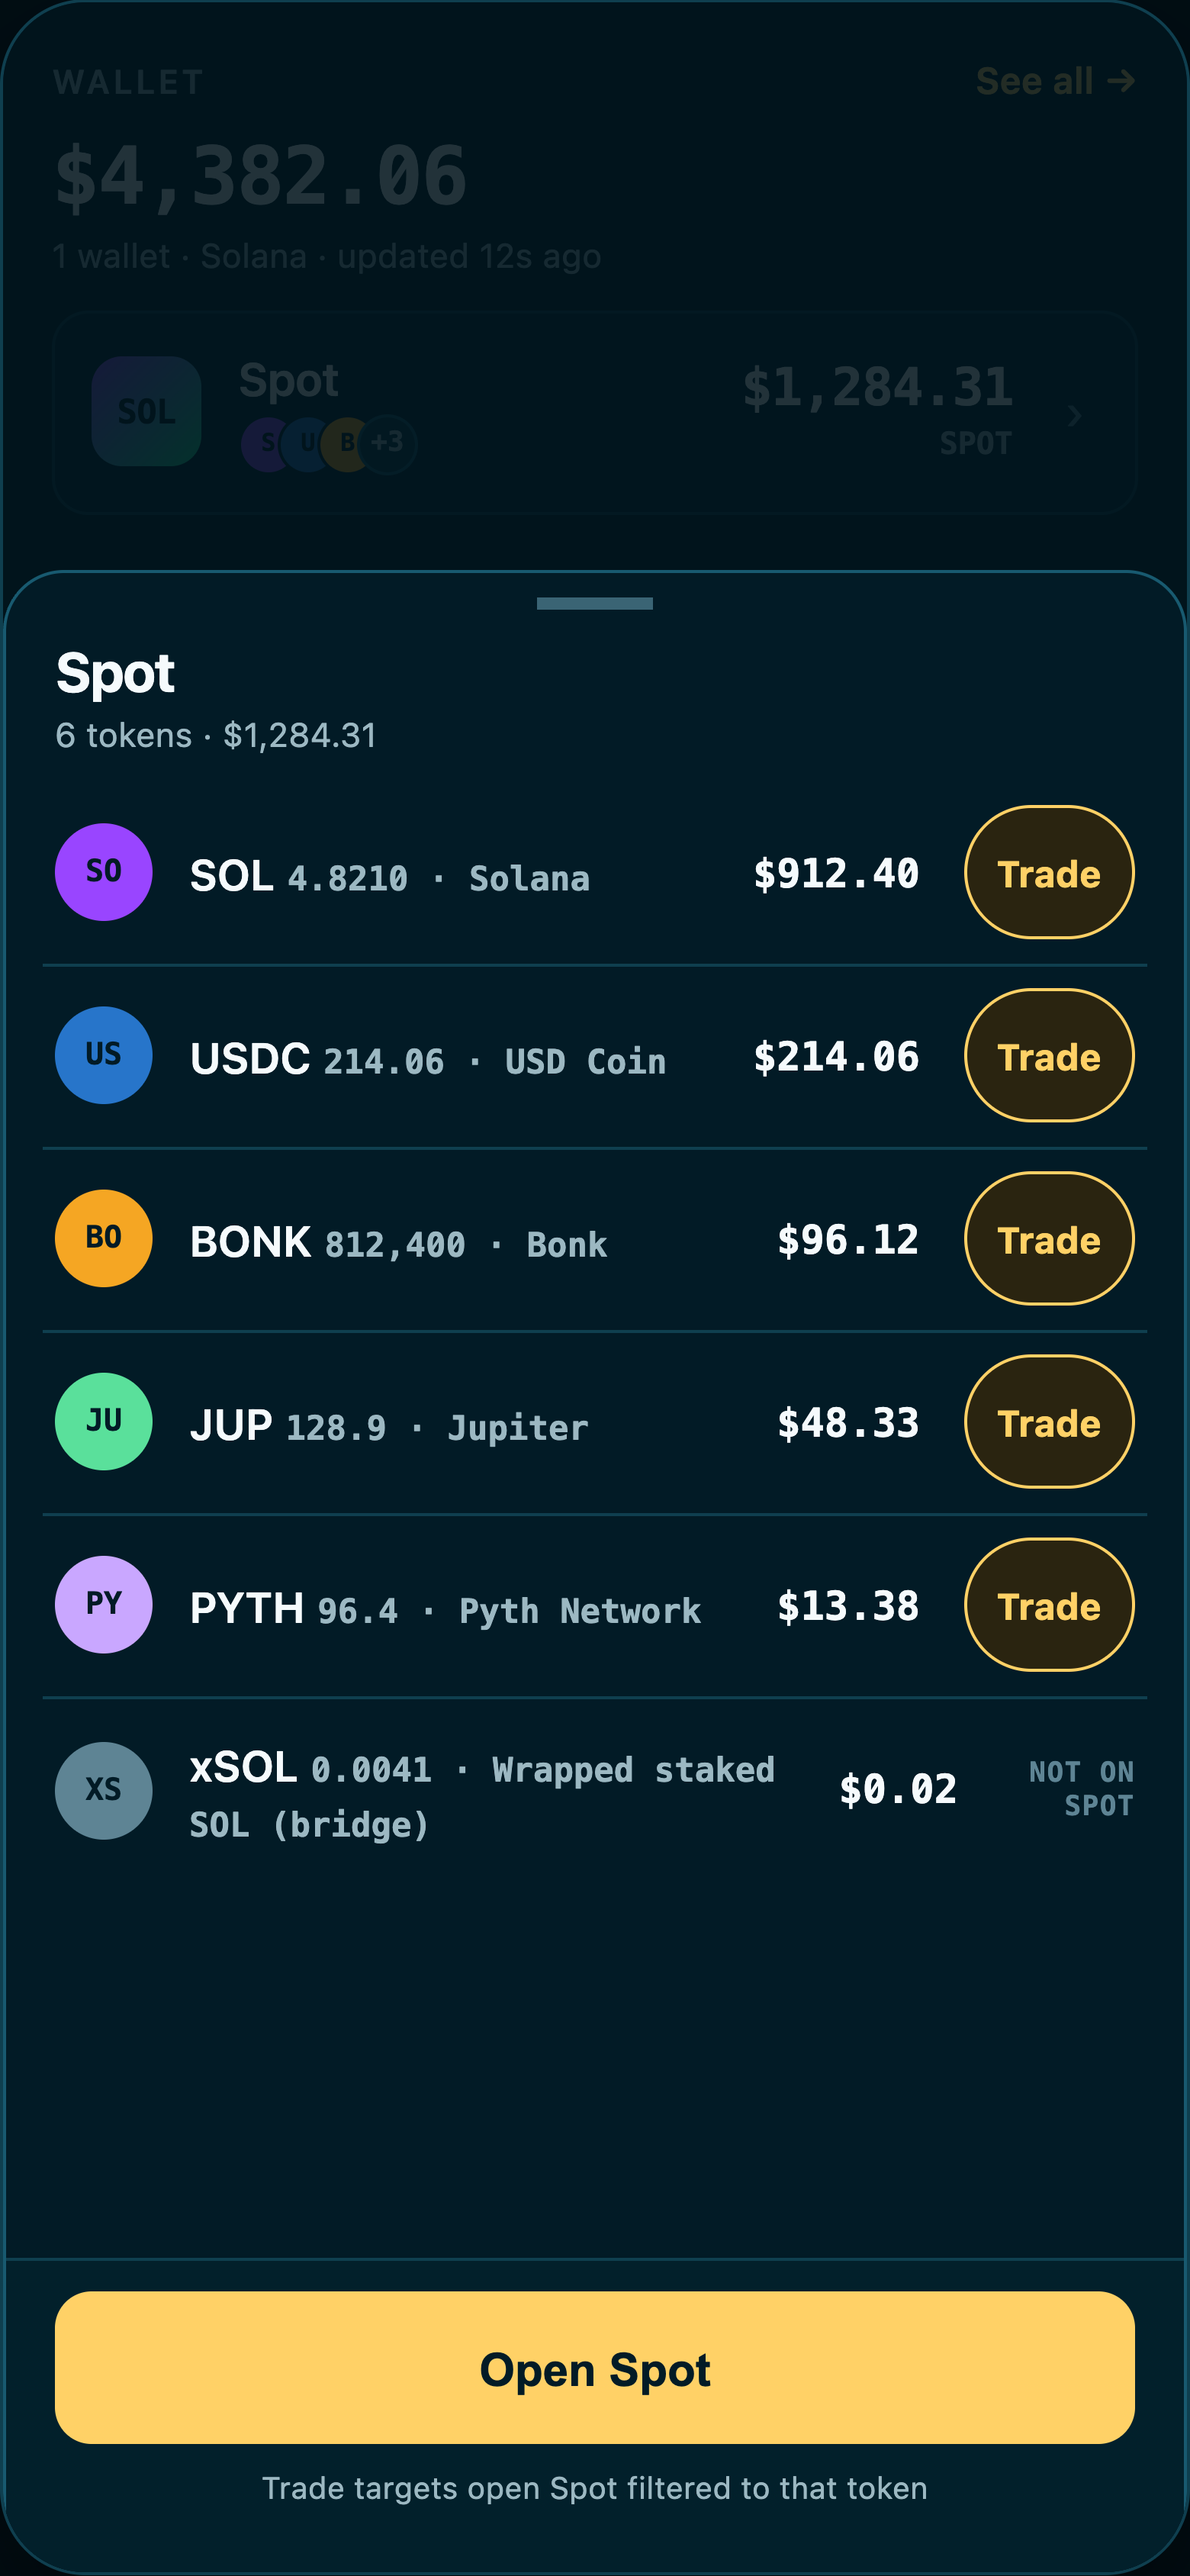 WALLET
See all →
$4,382.06
1 wallet · Solana · updated 12s ago
SOL
Spot
S U B +3
$1,284.31
SPOT
›
Spot
6 tokens · $1,284.31
SO SOL 4.8210 · Solana $912.40 Trade
US USDC 214.06 · USD Coin $214.06 Trade
BO BONK 812,400 · Bonk $96.12 Trade
JU JUP 128.9 · Jupiter $48.33 Trade
PY PYTH 96.4 · Pyth Network $13.38 Trade
XS xSOL 0.0041 · Wrapped staked
SOL (bridge)
$0.02
NOT ON
SPOT
Open Spot
Trade targets open Spot filtered to that token